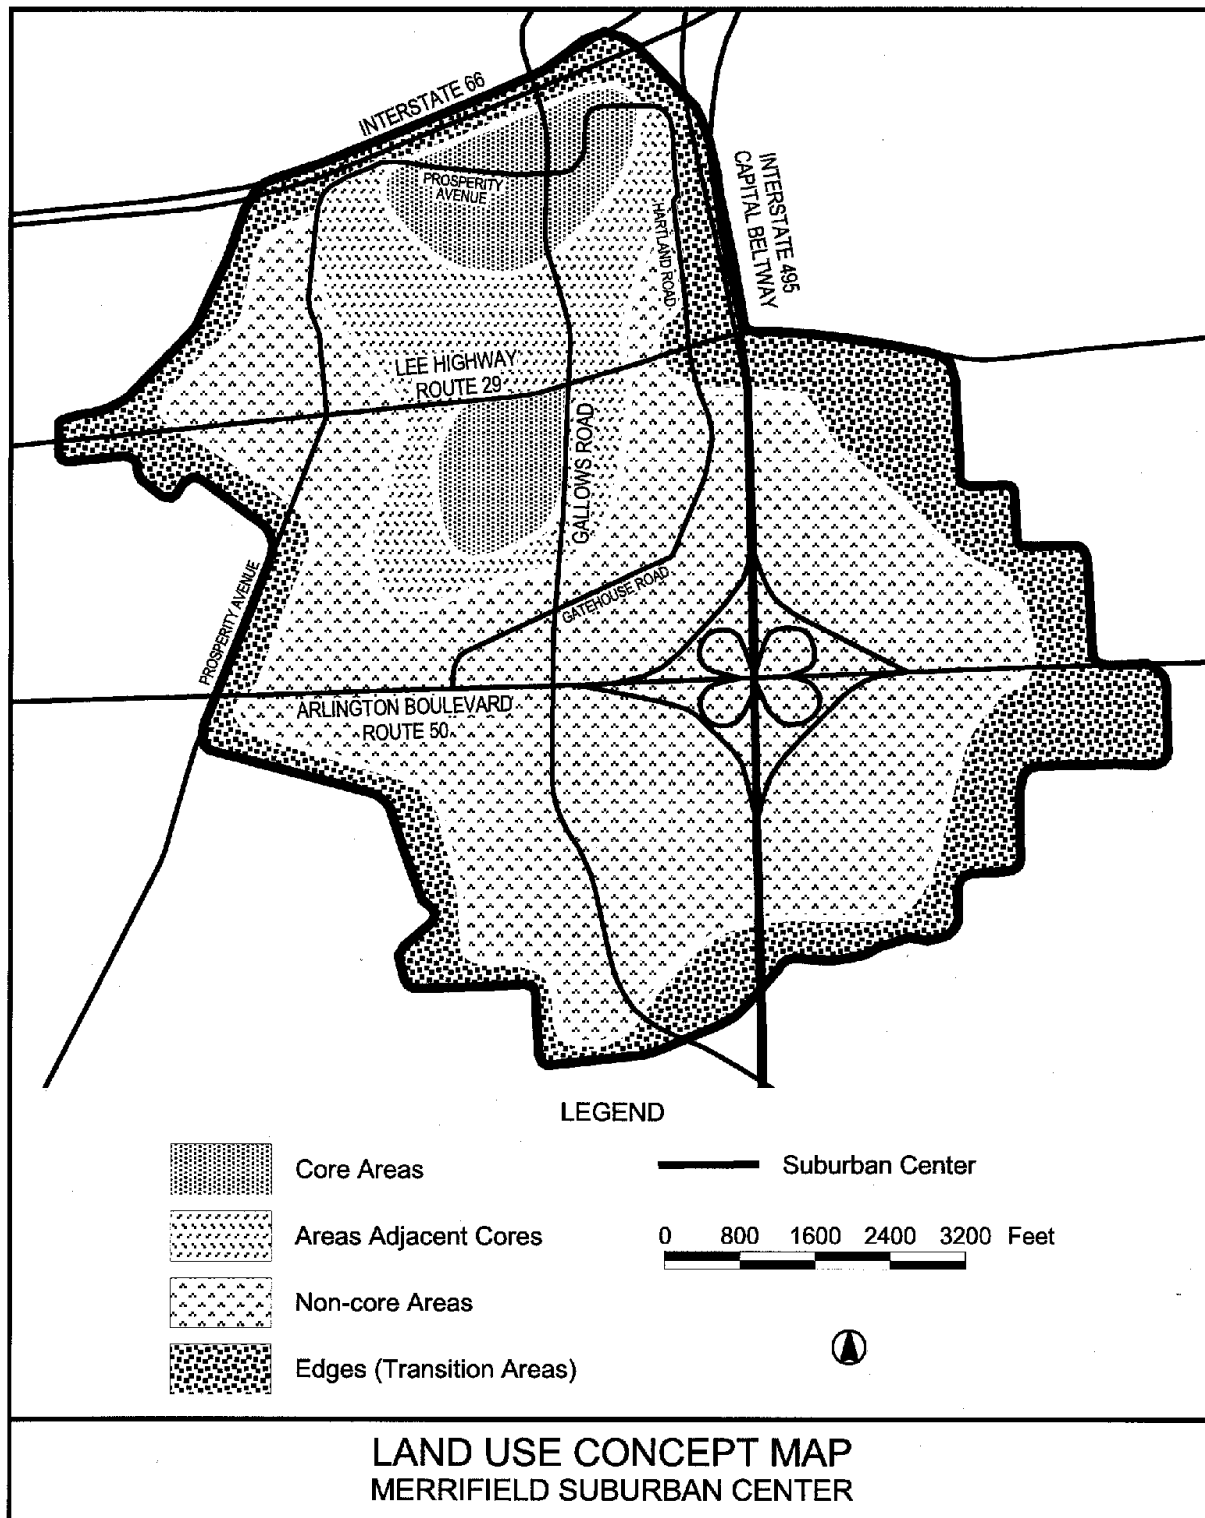 INTERSTATE 66
INTERSTATE 495
CAPITAL BELTWAY
PROSPERITY
AVENUE
HARTLAND ROAD
LEE HIGHWAY
ROUTE 29
GALLOWS ROAD
GATEHOUSE ROAD
PROSPERITY AVENUE
ARLINGTON BOULEVARD
ROUTE 50
LEGEND
Core Areas
Suburban Center
Areas Adjacent Cores
0 800 1600 2400 3200 Feet
Non-core Areas
Edges (Transition Areas)
LAND USE CONCEPT MAP
MERRIFIELD SUBURBAN CENTER